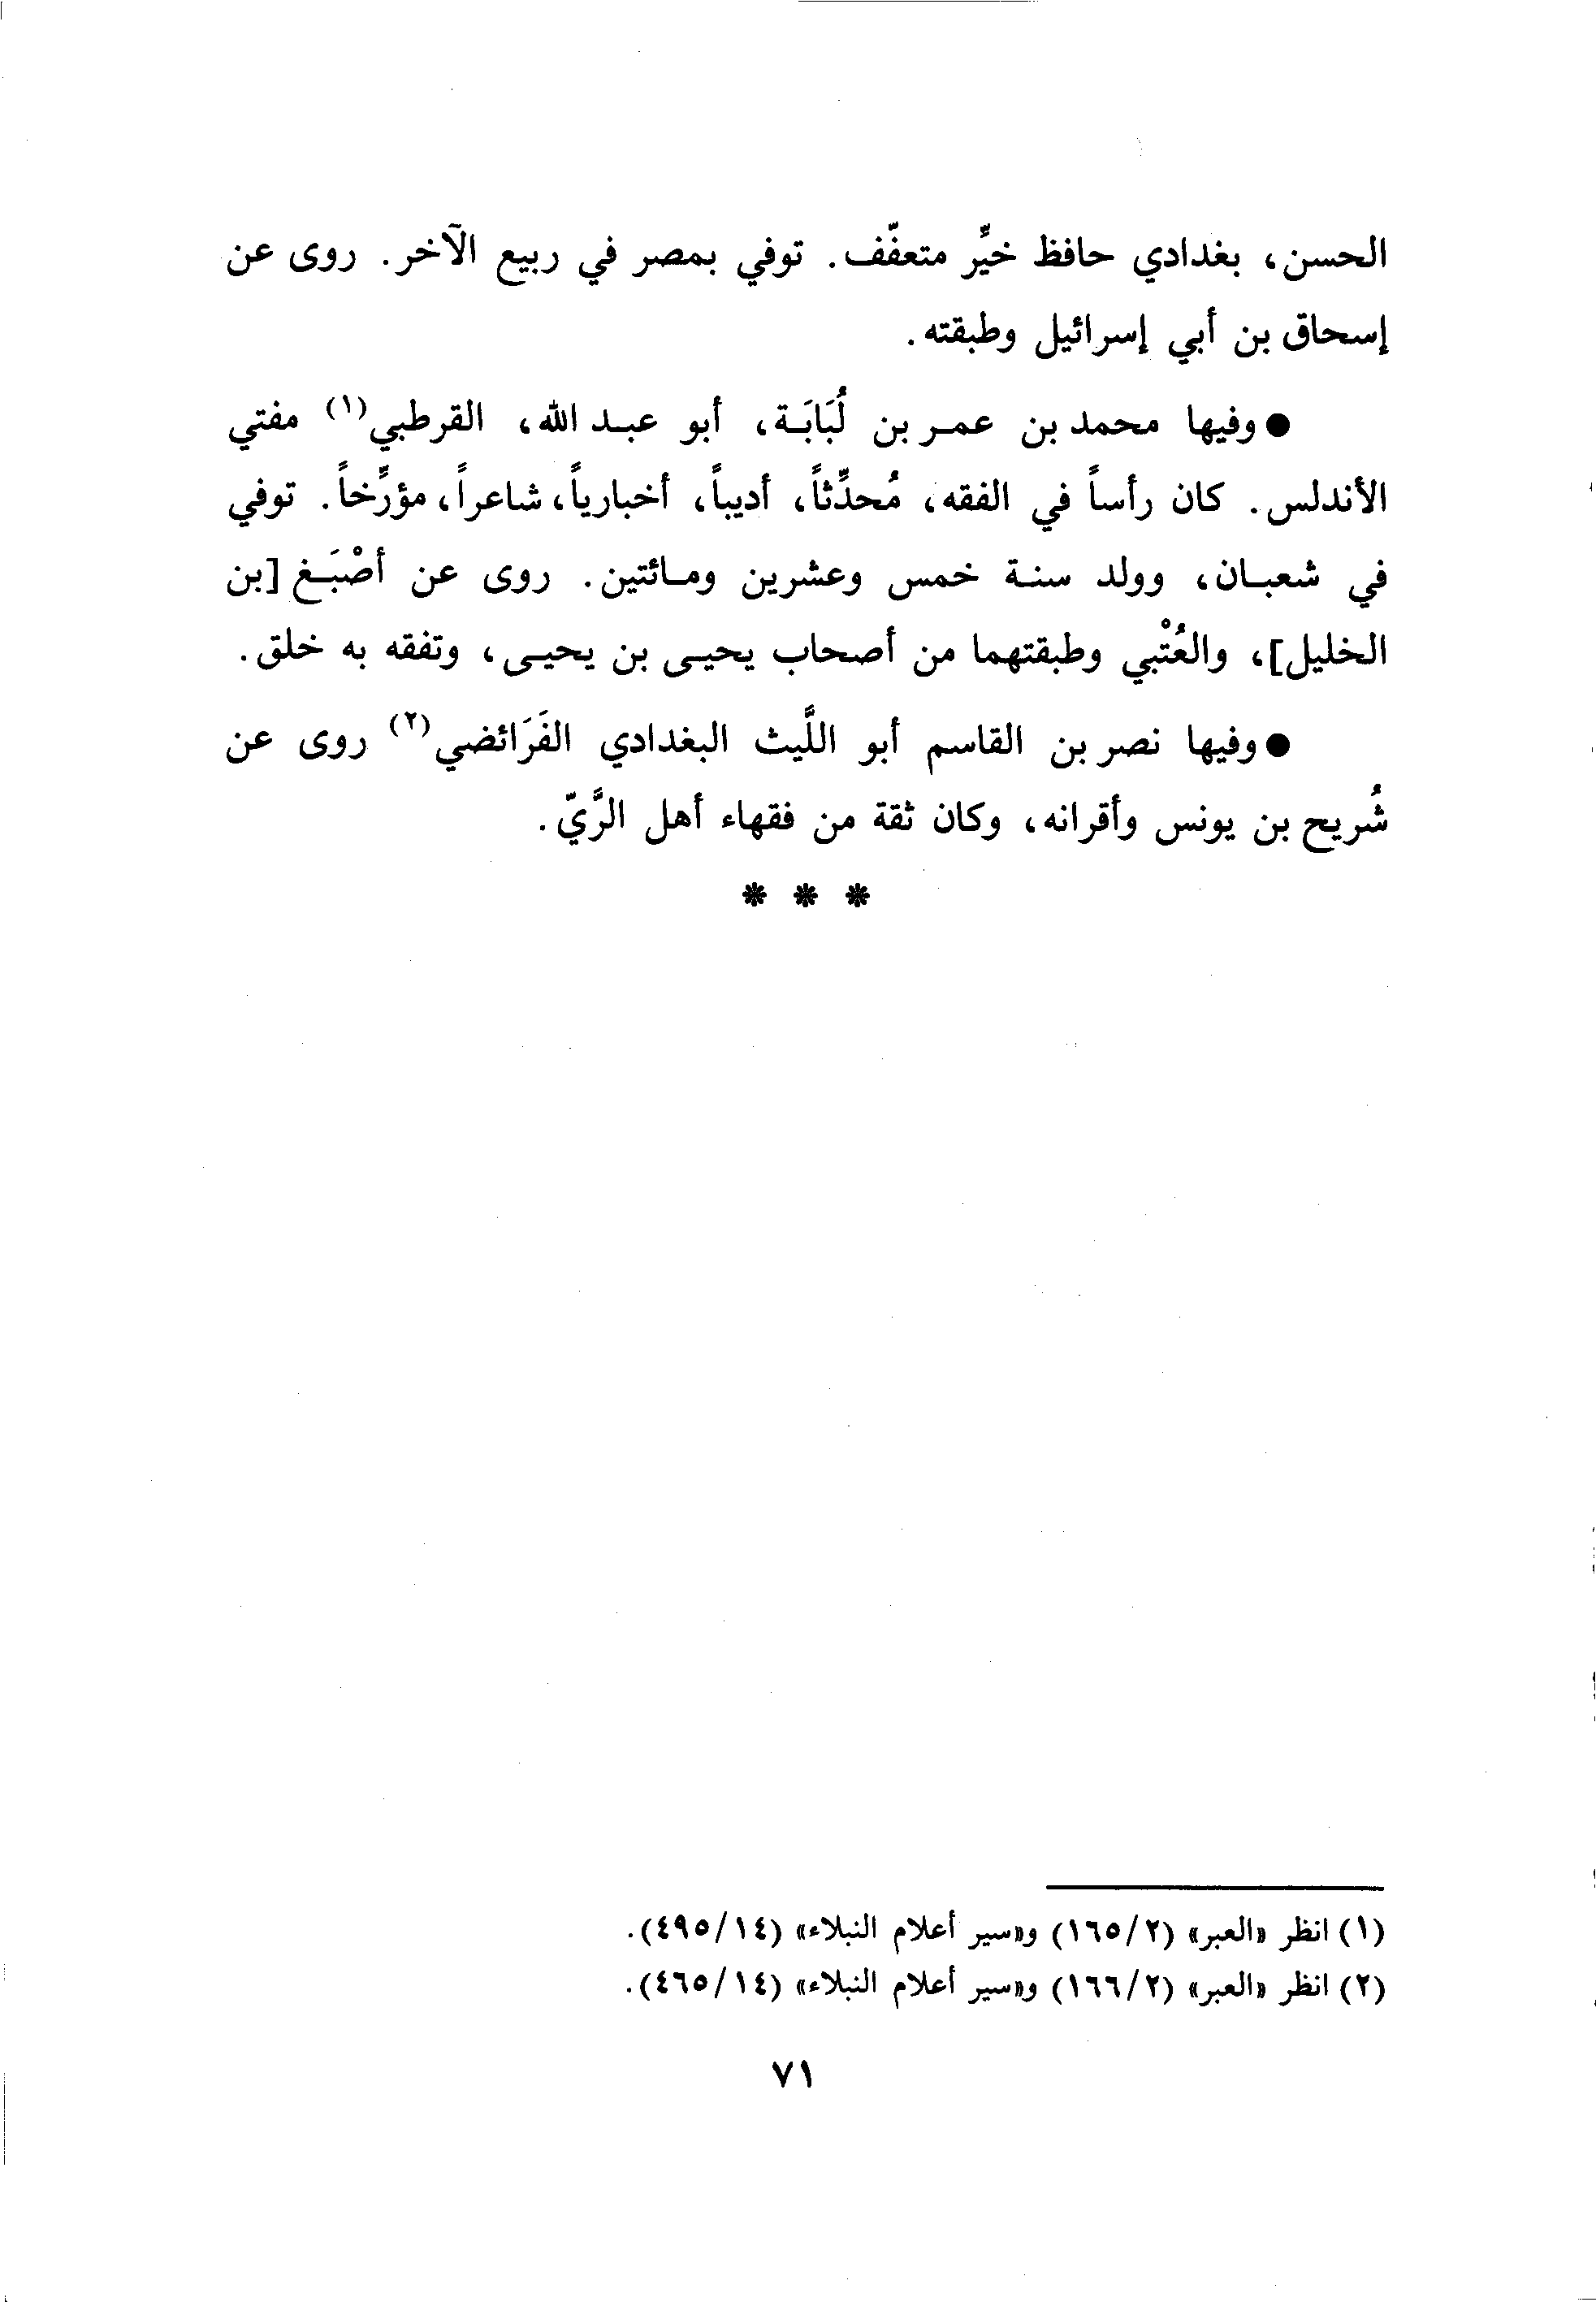 الحسن، بغدادي حافظ خيِّر متعفّف. توفي بمصر في ربيع الآخر. روى عن
إسحاق بن أبي إسرائيل وطبقته.
● وفيها محمد بن عمر بن لُبَابَة، أبو عبد الله، القرطبي(١) مفتي
الأندلس. كان رأساً في الفقه، مُحدِّثاً، أديباً، أخبارياً، شاعراً، مؤرِّخاً. توفي
في شعبان، وولد سنة خمس وعشرين ومائتين. روى عن أصْبَغ [بن
الخليل]، والعُتْبي وطبقتهما من أصحاب يحيى بن يحيى، وتفقه به خلق.
● وفيها نصر بن القاسم أبو اللَّيث البغدادي الفَرَائضي(٢) روى عن
شُريح بن يونس وأقرانه، وكان ثقة من فقهاء أهل الرَّيّ.
* * *
(١) انظر «العبر» (٢/١٦٥) و«سير أعلام النبلاء» (١٤/٤٩٥).
(٢) انظر «العبر» (٢/١٦٦) و«سير أعلام النبلاء» (١٤/٤٦٥).
٧١